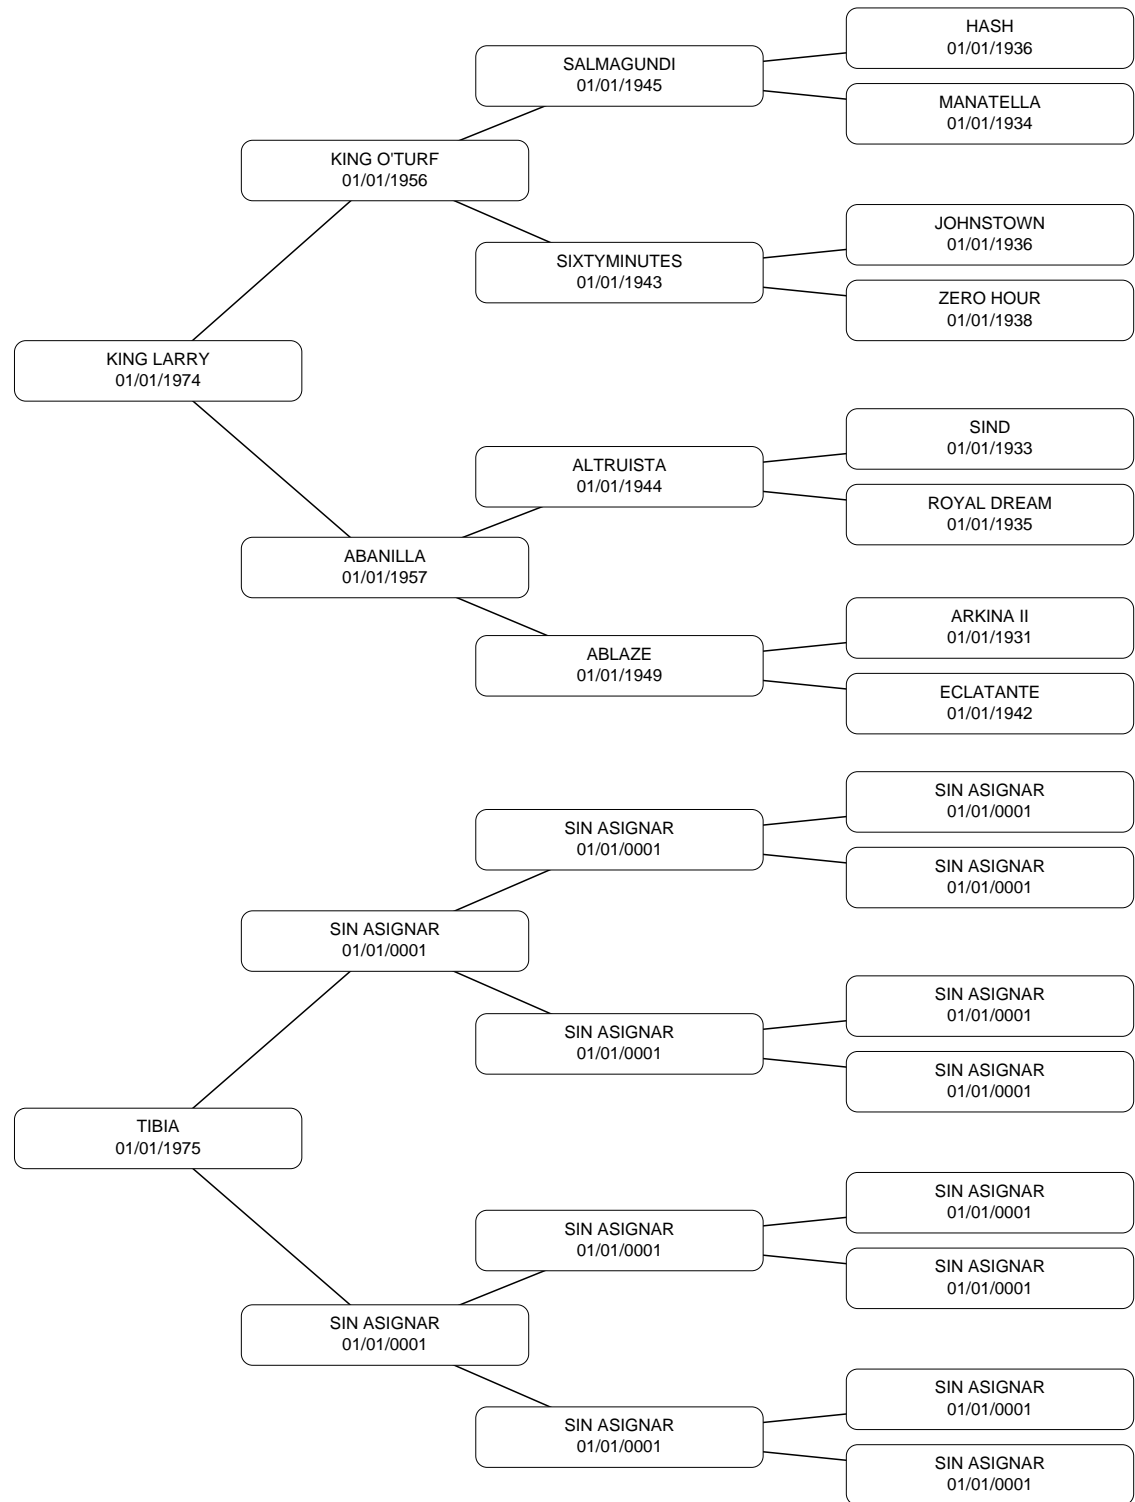 HASH
01/01/1936
SALMAGUNDI
01/01/1945
MANATELLA
01/01/1934
KING O'TURF
01/01/1956
JOHNSTOWN
01/01/1936
SIXTYMINUTES
01/01/1943
ZERO HOUR
01/01/1938
KING LARRY
01/01/1974
SIND
01/01/1933
ALTRUISTA
01/01/1944
ROYAL DREAM
01/01/1935
ABANILLA
01/01/1957
ARKINA II
01/01/1931
ABLAZE
01/01/1949
ECLATANTE
01/01/1942
SIN ASIGNAR
01/01/0001
SIN ASIGNAR
01/01/0001
SIN ASIGNAR
01/01/0001
SIN ASIGNAR
01/01/0001
SIN ASIGNAR
01/01/0001
SIN ASIGNAR
01/01/0001
SIN ASIGNAR
01/01/0001
TIBIA
01/01/1975
SIN ASIGNAR
01/01/0001
SIN ASIGNAR
01/01/0001
SIN ASIGNAR
01/01/0001
SIN ASIGNAR
01/01/0001
SIN ASIGNAR
01/01/0001
SIN ASIGNAR
01/01/0001
SIN ASIGNAR
01/01/0001